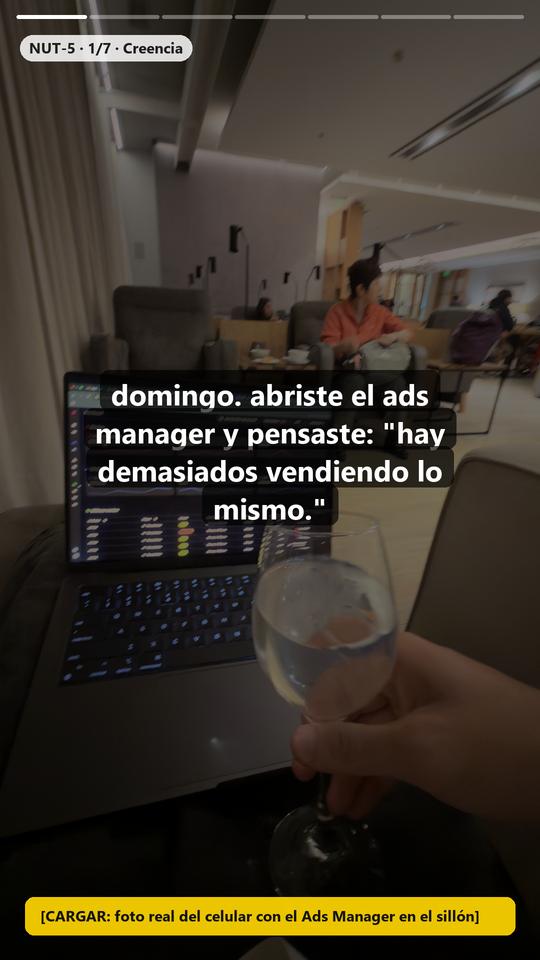 NUT-5 · 1/7 · Creencia
domingo. abriste el ads
manager y pensaste: "hay
demasiados vendiendo lo
mismo."
[CARGAR: foto real del celular con el Ads Manager en el sillón]